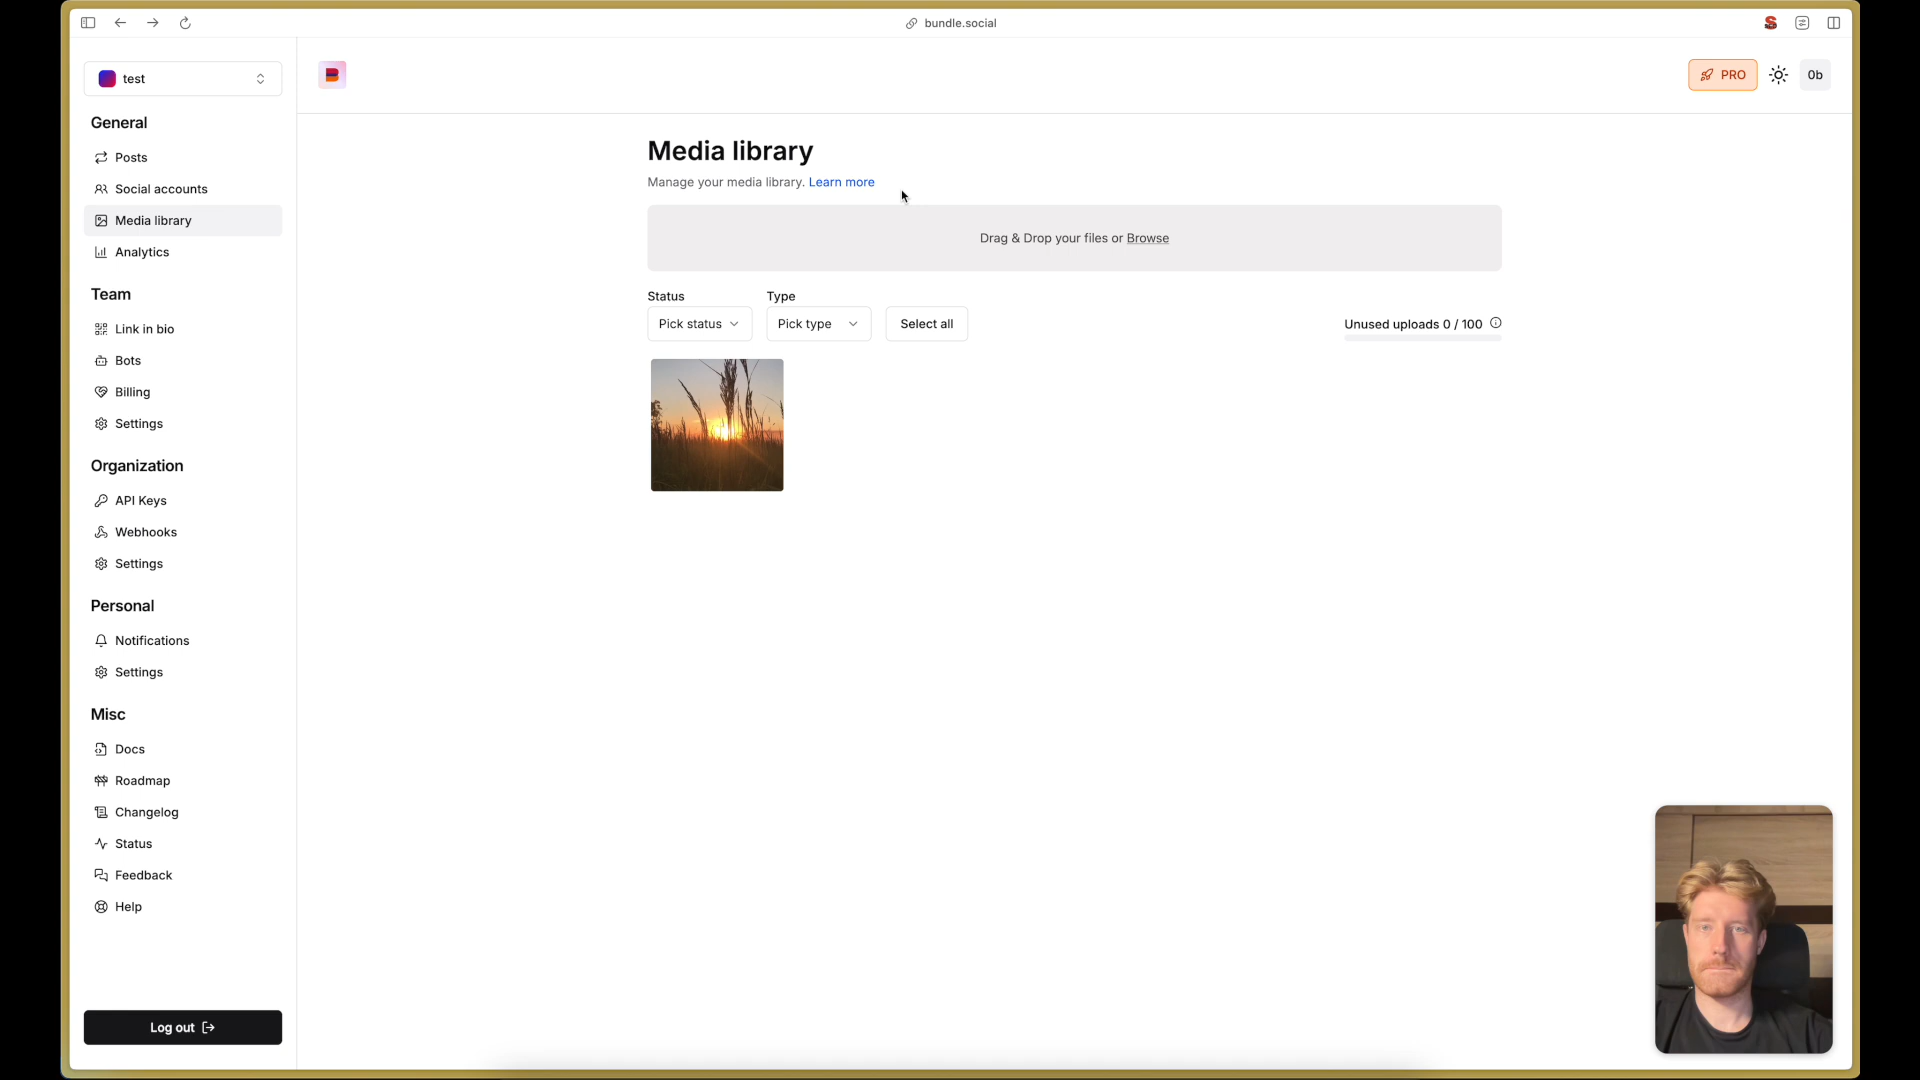 bundle.social
test
PRO
0b
General
Posts
Social accounts
Media library
Analytics
Team
Link in bio
Bots
Billing
Settings
Organization
API Keys
Webhooks
Settings
Personal
Notifications
Settings
Misc
Docs
Roadmap
Changelog
Status
Feedback
Help
Log out
Media library
Manage your media library. Learn more
Drag & Drop your files or Browse
Status
Type
Pick status
Pick type
Select all
Unused uploads 0 / 100